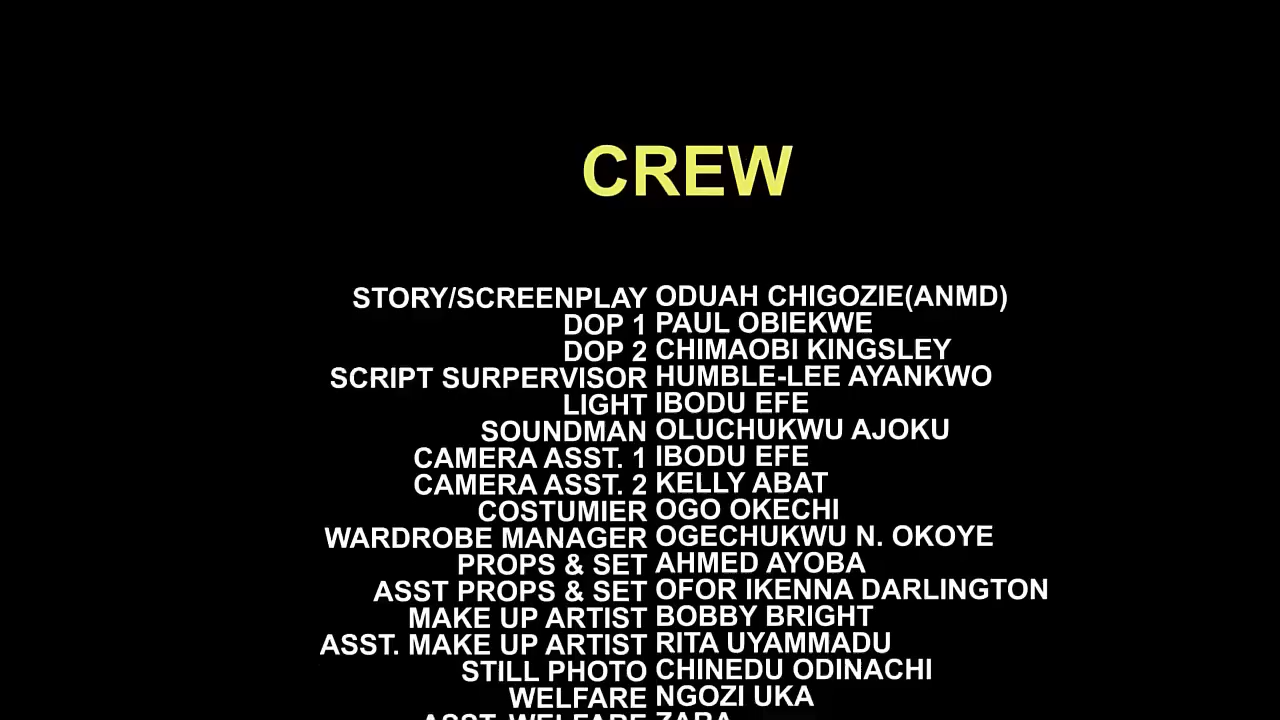 CREW
STORY/SCREENPLAY ODUAH CHIGOZIE(ANMD)
DOP 1 PAUL OBIEKWE
DOP 2 CHIMAOBI KINGSLEY
SCRIPT SURPERVISOR HUMBLE-LEE AYANKWO
LIGHT IBODU EFE
SOUNDMAN OLUCHUKWU AJOKU
CAMERA ASST. 1 IBODU EFE
CAMERA ASST. 2 KELLY ABAT
COSTUMIER OGO OKECHI
WARDROBE MANAGER OGECHUKWU N. OKOYE
PROPS & SET AHMED AYOBA
ASST PROPS & SET OFOR IKENNA DARLINGTON
MAKE UP ARTIST BOBBY BRIGHT
ASST. MAKE UP ARTIST RITA UYAMMADU
STILL PHOTO CHINEDU ODINACHI
WELFARE NGOZI UKA
ASST. WELFARE ZARA